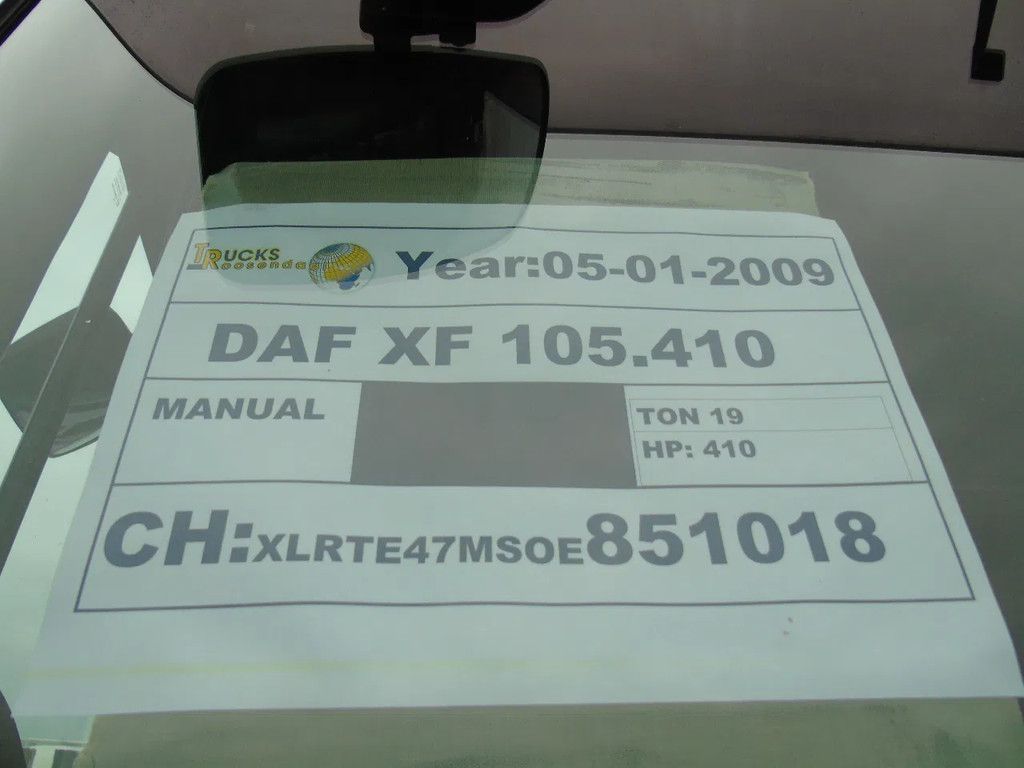 TRUCKS
Roosendaal
Year:05-01-2009
DAF XF 105.410
MANUAL
TON 19
HP: 410
CH:XLRTE47MSOE851018